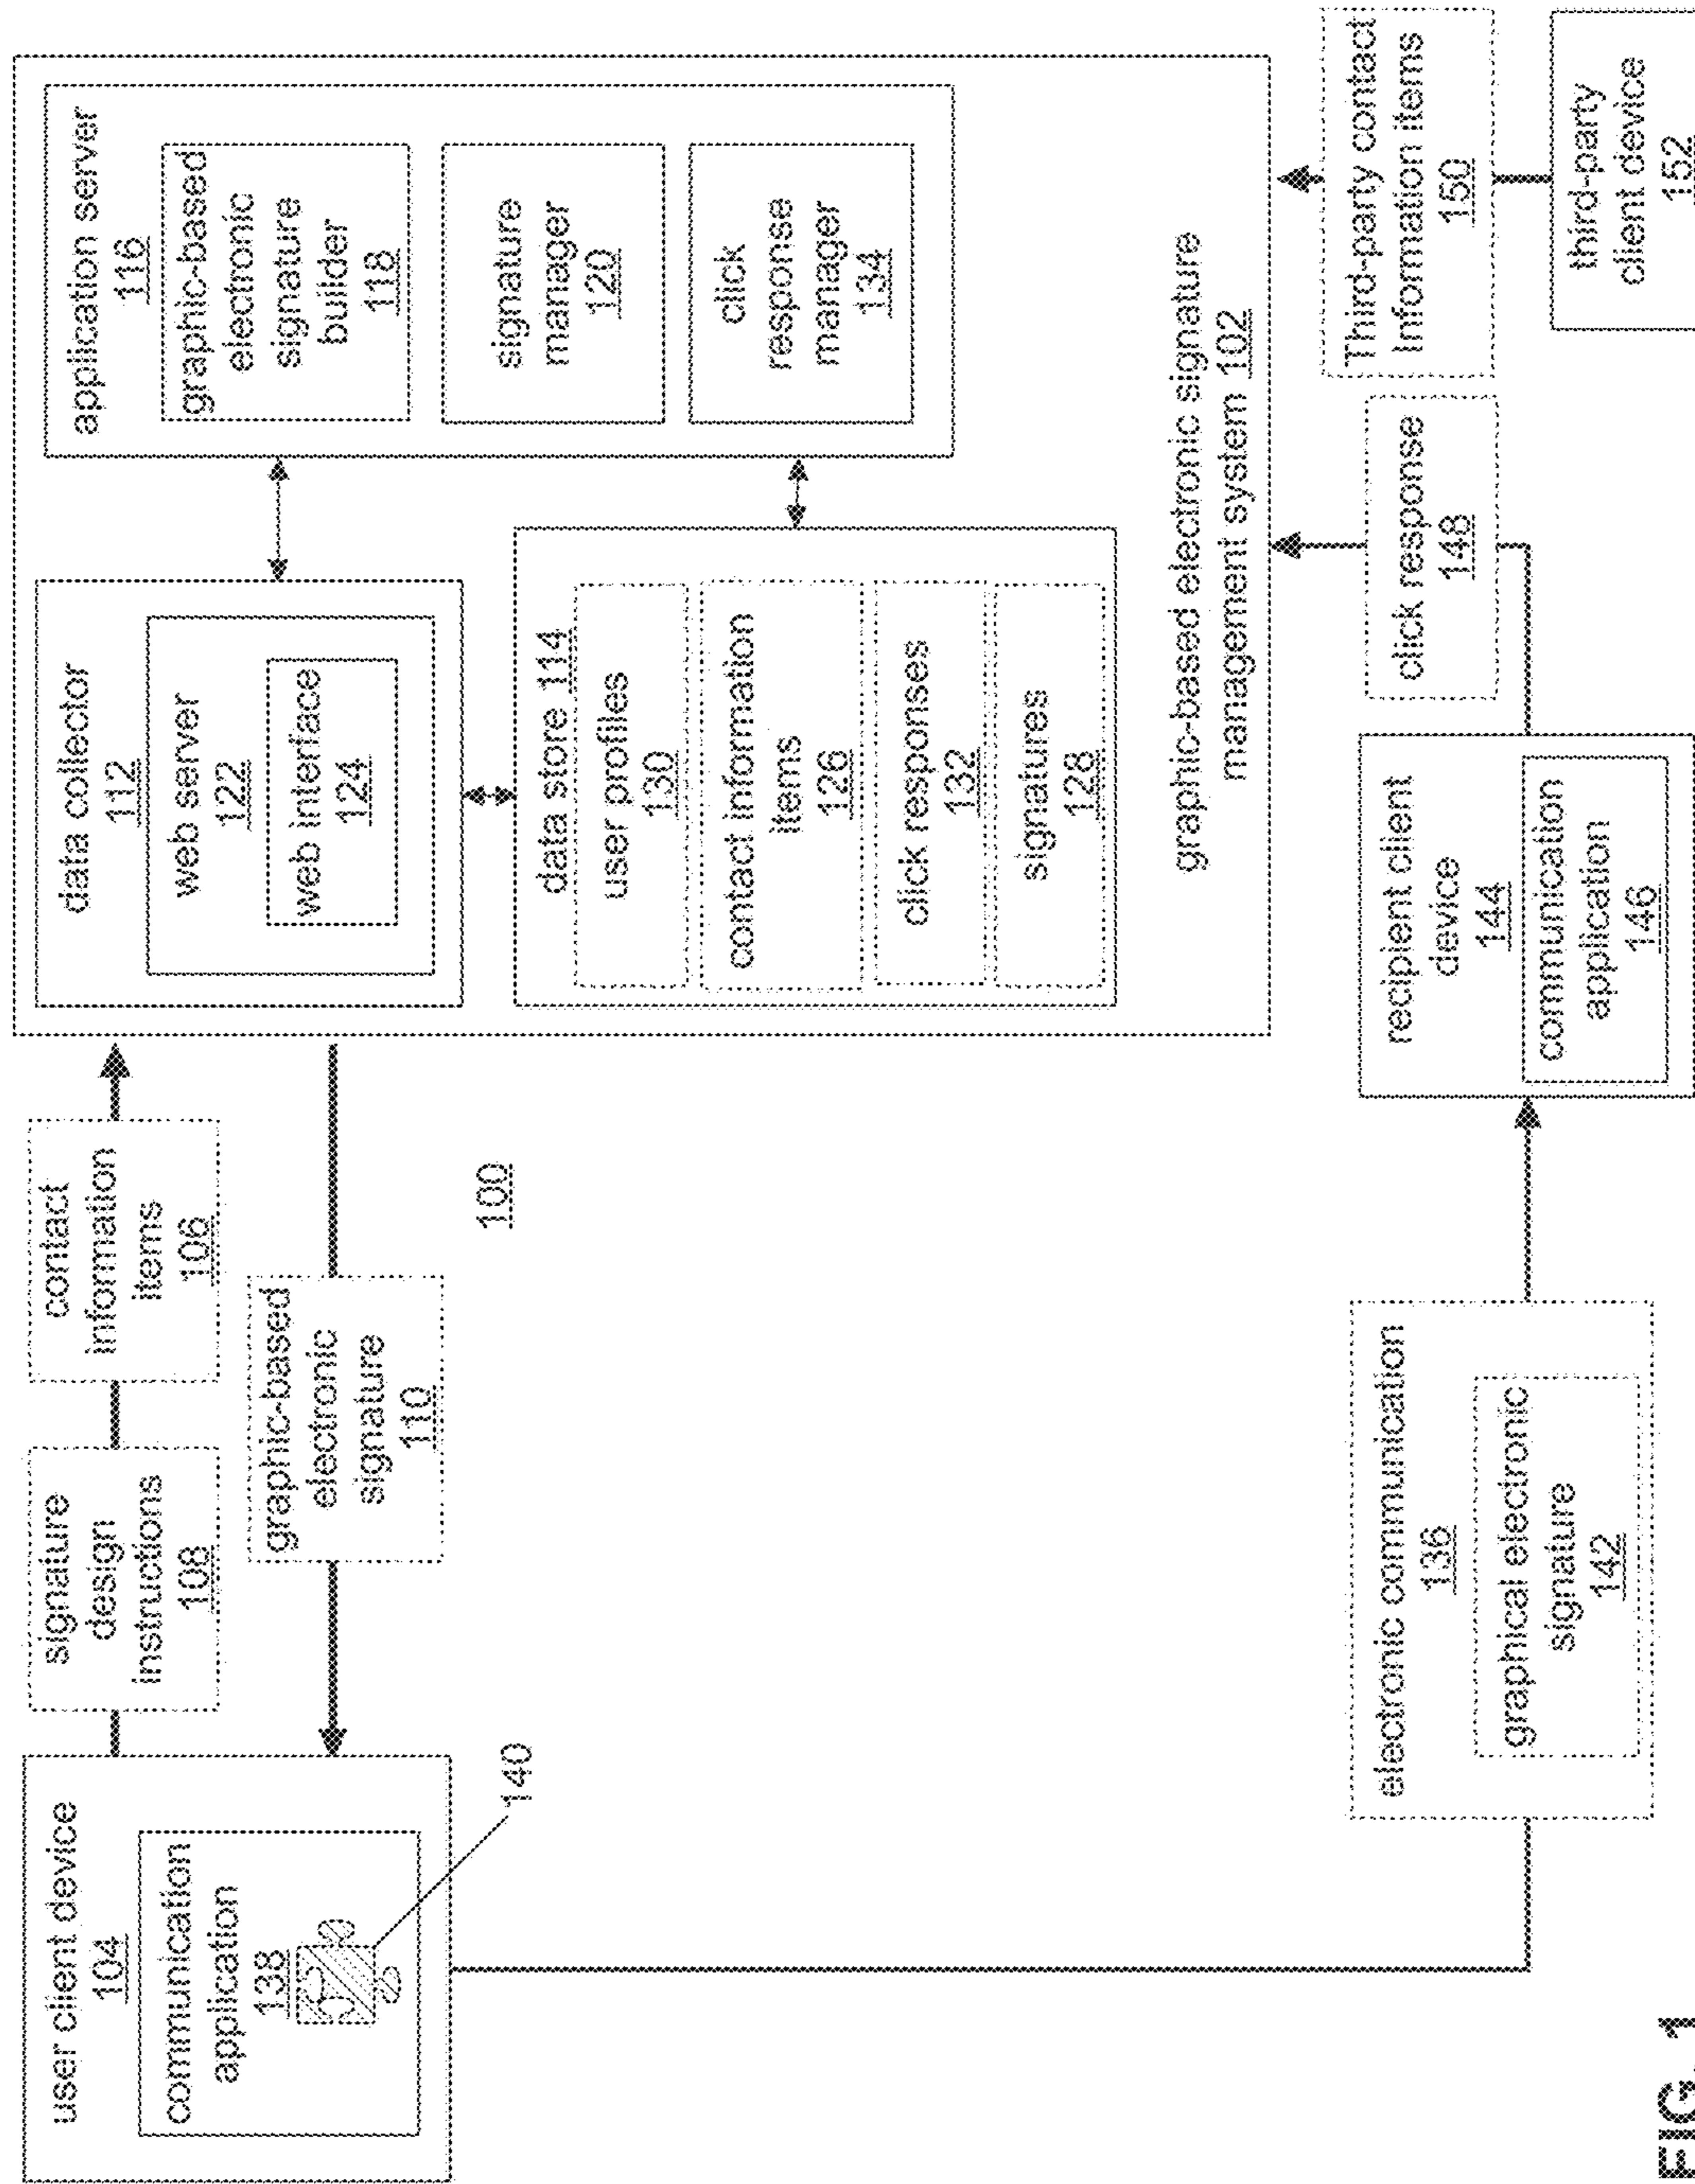 user client device
104
communication
application
138
140
signature
design
instructions
108
contact
information
items
106
graphic-based
electronic
signature
110
100
data collector
112
web server
122
web interface
124
data store 114
user profiles
130
contact information
items
126
click responses
132
signatures
128
application server
116
graphic-based
electronic
signature
builder
118
signature
manager
120
click
response
manager
134
graphic-based electronic signature
management system 102
electronic communication
136
graphical electronic
signature
142
recipient client
device
144
communication
application
146
click response
148
Third-party contact
Information items
150
third-party
client device
152
FIG. 1